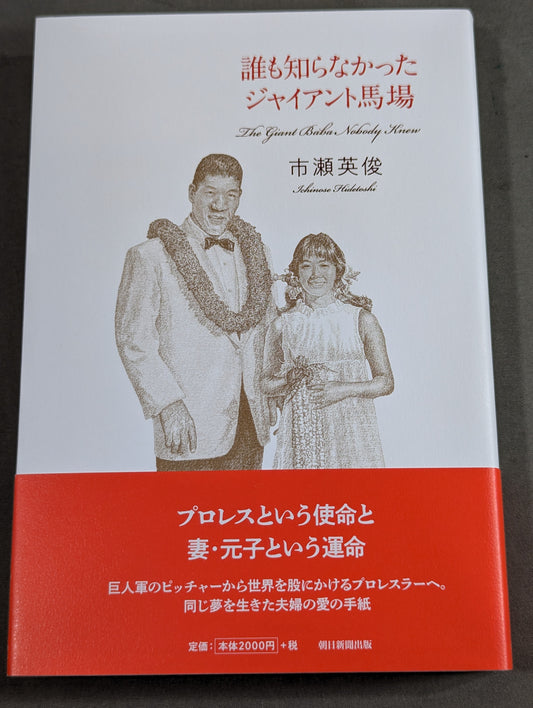 誰も知らなかった
ジャイアント馬場
The Giant Baba Nobody Knew
市瀬英俊
Ichinose Hidetoshi
プロレスという使命と
妻・元子という運命
巨人軍のピッチャーから世界を股にかけるプロレスラーへ。
同じ夢を生きた夫婦の愛の手紙
定価：本体2000円+税 朝日新聞出版